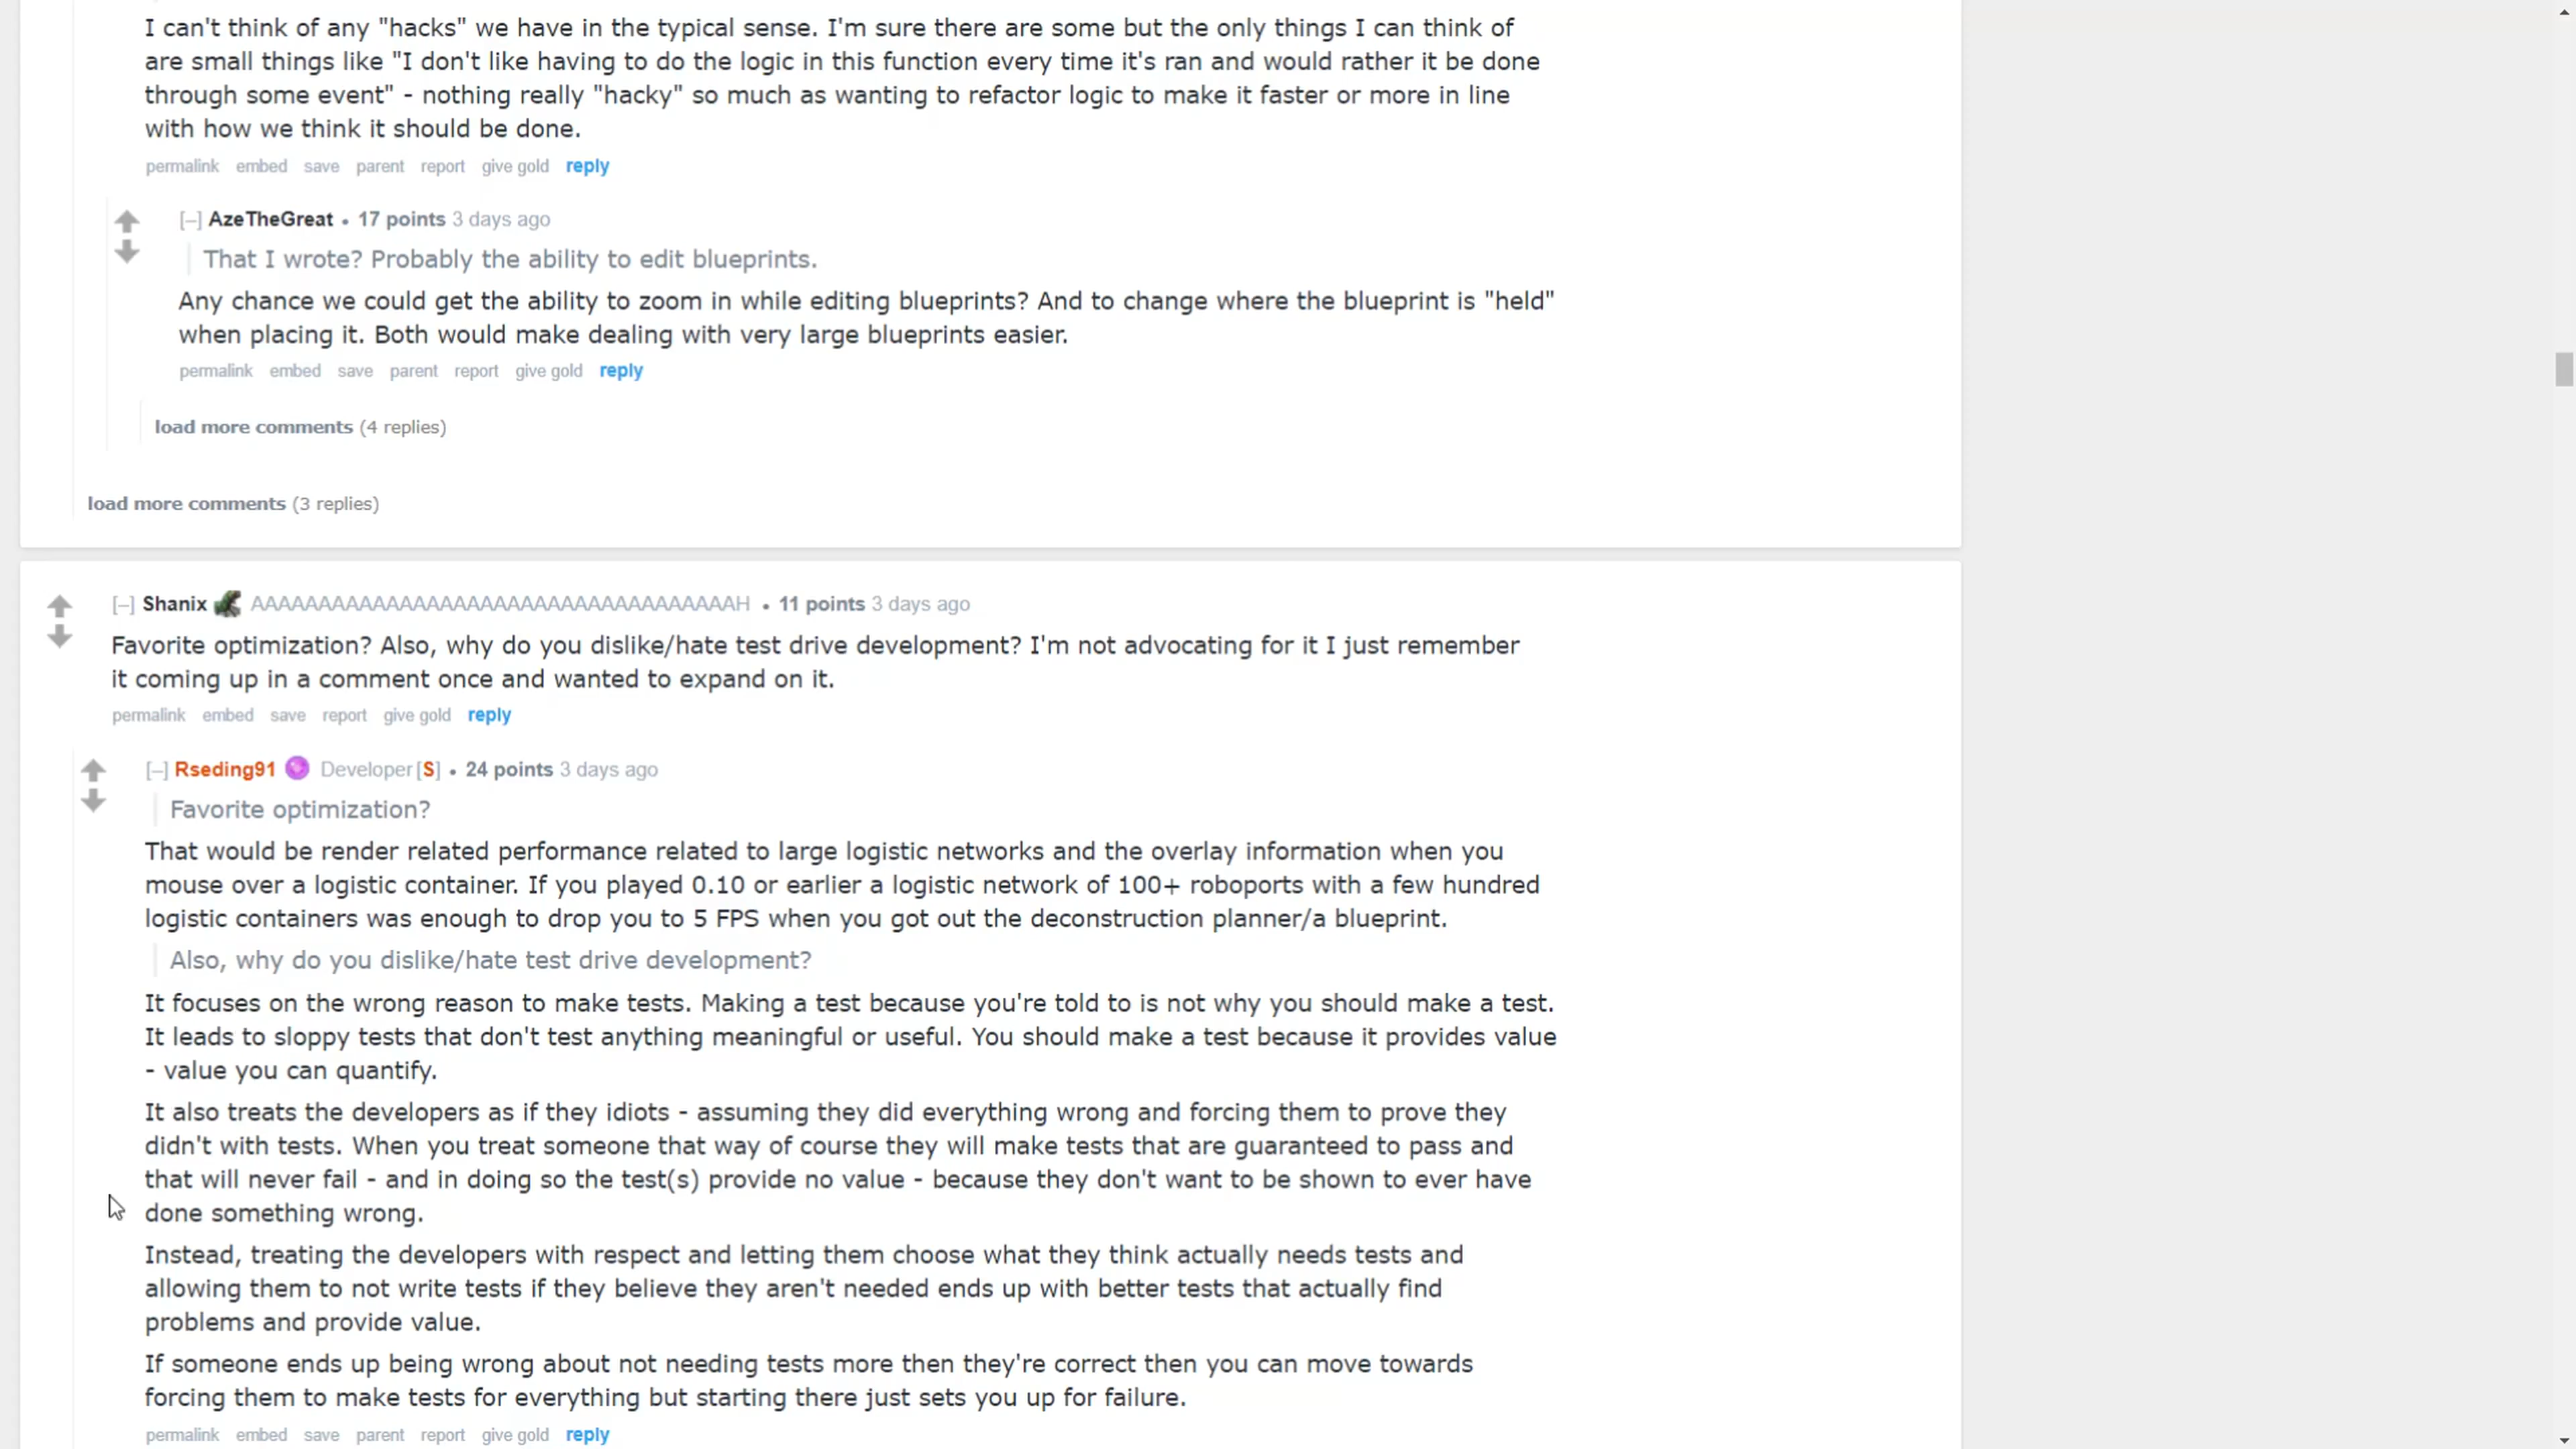 I can't think of any "hacks" we have in the typical sense. I'm sure there are some but the only things I can think of
are small things like "I don't like having to do the logic in this function every time it's ran and would rather it be done
through some event" - nothing really "hacky" so much as wanting to refactor logic to make it faster or more in line
with how we think it should be done.
permalink embed save parent report give gold reply
[–] AzeTheGreat • 17 points 3 days ago
That I wrote? Probably the ability to edit blueprints.
Any chance we could get the ability to zoom in while editing blueprints? And to change where the blueprint is "held"
when placing it. Both would make dealing with very large blueprints easier.
permalink embed save parent report give gold reply
load more comments (4 replies)
load more comments (3 replies)
[–] Shanix AAAAAAAAAAAAAAAAAAAAAAAAAAAAAAAAAAAAH • 11 points 3 days ago
Favorite optimization? Also, why do you dislike/hate test drive development? I'm not advocating for it I just remember
it coming up in a comment once and wanted to expand on it.
permalink embed save report give gold reply
[–] Rseding91 Developer [S] • 24 points 3 days ago
Favorite optimization?
That would be render related performance related to large logistic networks and the overlay information when you
mouse over a logistic container. If you played 0.10 or earlier a logistic network of 100+ roboports with a few hundred
logistic containers was enough to drop you to 5 FPS when you got out the deconstruction planner/a blueprint.
Also, why do you dislike/hate test drive development?
It focuses on the wrong reason to make tests. Making a test because you're told to is not why you should make a test.
It leads to sloppy tests that don't test anything meaningful or useful. You should make a test because it provides value
- value you can quantify.
It also treats the developers as if they idiots - assuming they did everything wrong and forcing them to prove they
didn't with tests. When you treat someone that way of course they will make tests that are guaranteed to pass and
that will never fail - and in doing so the test(s) provide no value - because they don't want to be shown to ever have
done something wrong.
Instead, treating the developers with respect and letting them choose what they think actually needs tests and
allowing them to not write tests if they believe they aren't needed ends up with better tests that actually find
problems and provide value.
If someone ends up being wrong about not needing tests more then they're correct then you can move towards
forcing them to make tests for everything but starting there just sets you up for failure.
permalink embed save parent report give gold reply